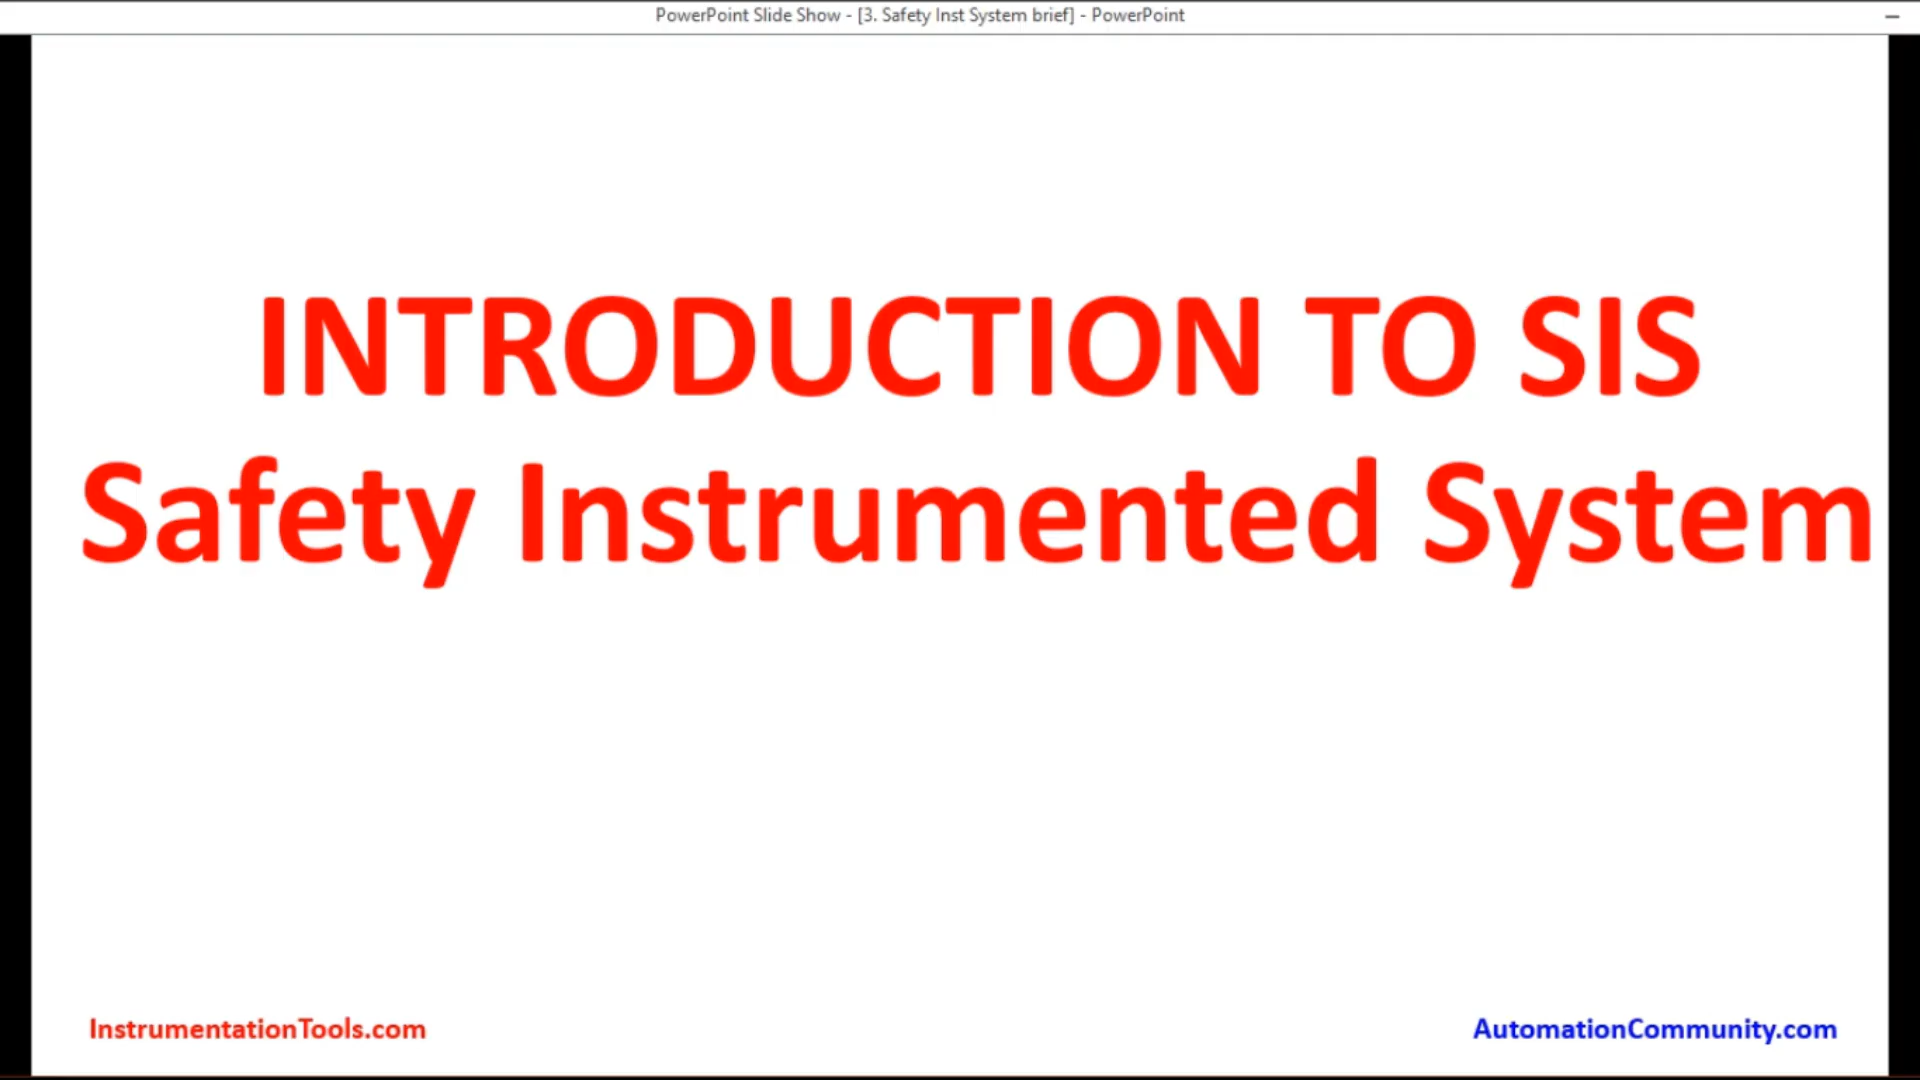 PowerPoint Slide Show - [3. Safety Inst System brief] - PowerPoint
INTRODUCTION TO SIS
Safety Instrumented System
InstrumentationTools.com
AutomationCommunity.com